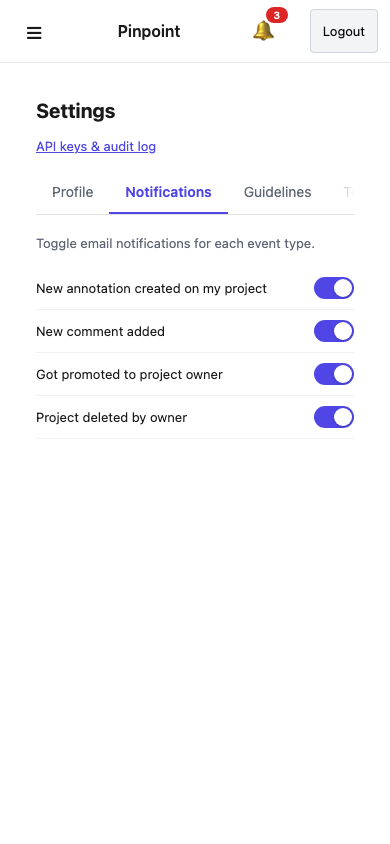 Pinpoint
3
Logout
Settings
API keys & audit log
Profile
Notifications
Guidelines
Toggle email notifications for each event type.
New annotation created on my project
New comment added
Got promoted to project owner
Project deleted by owner